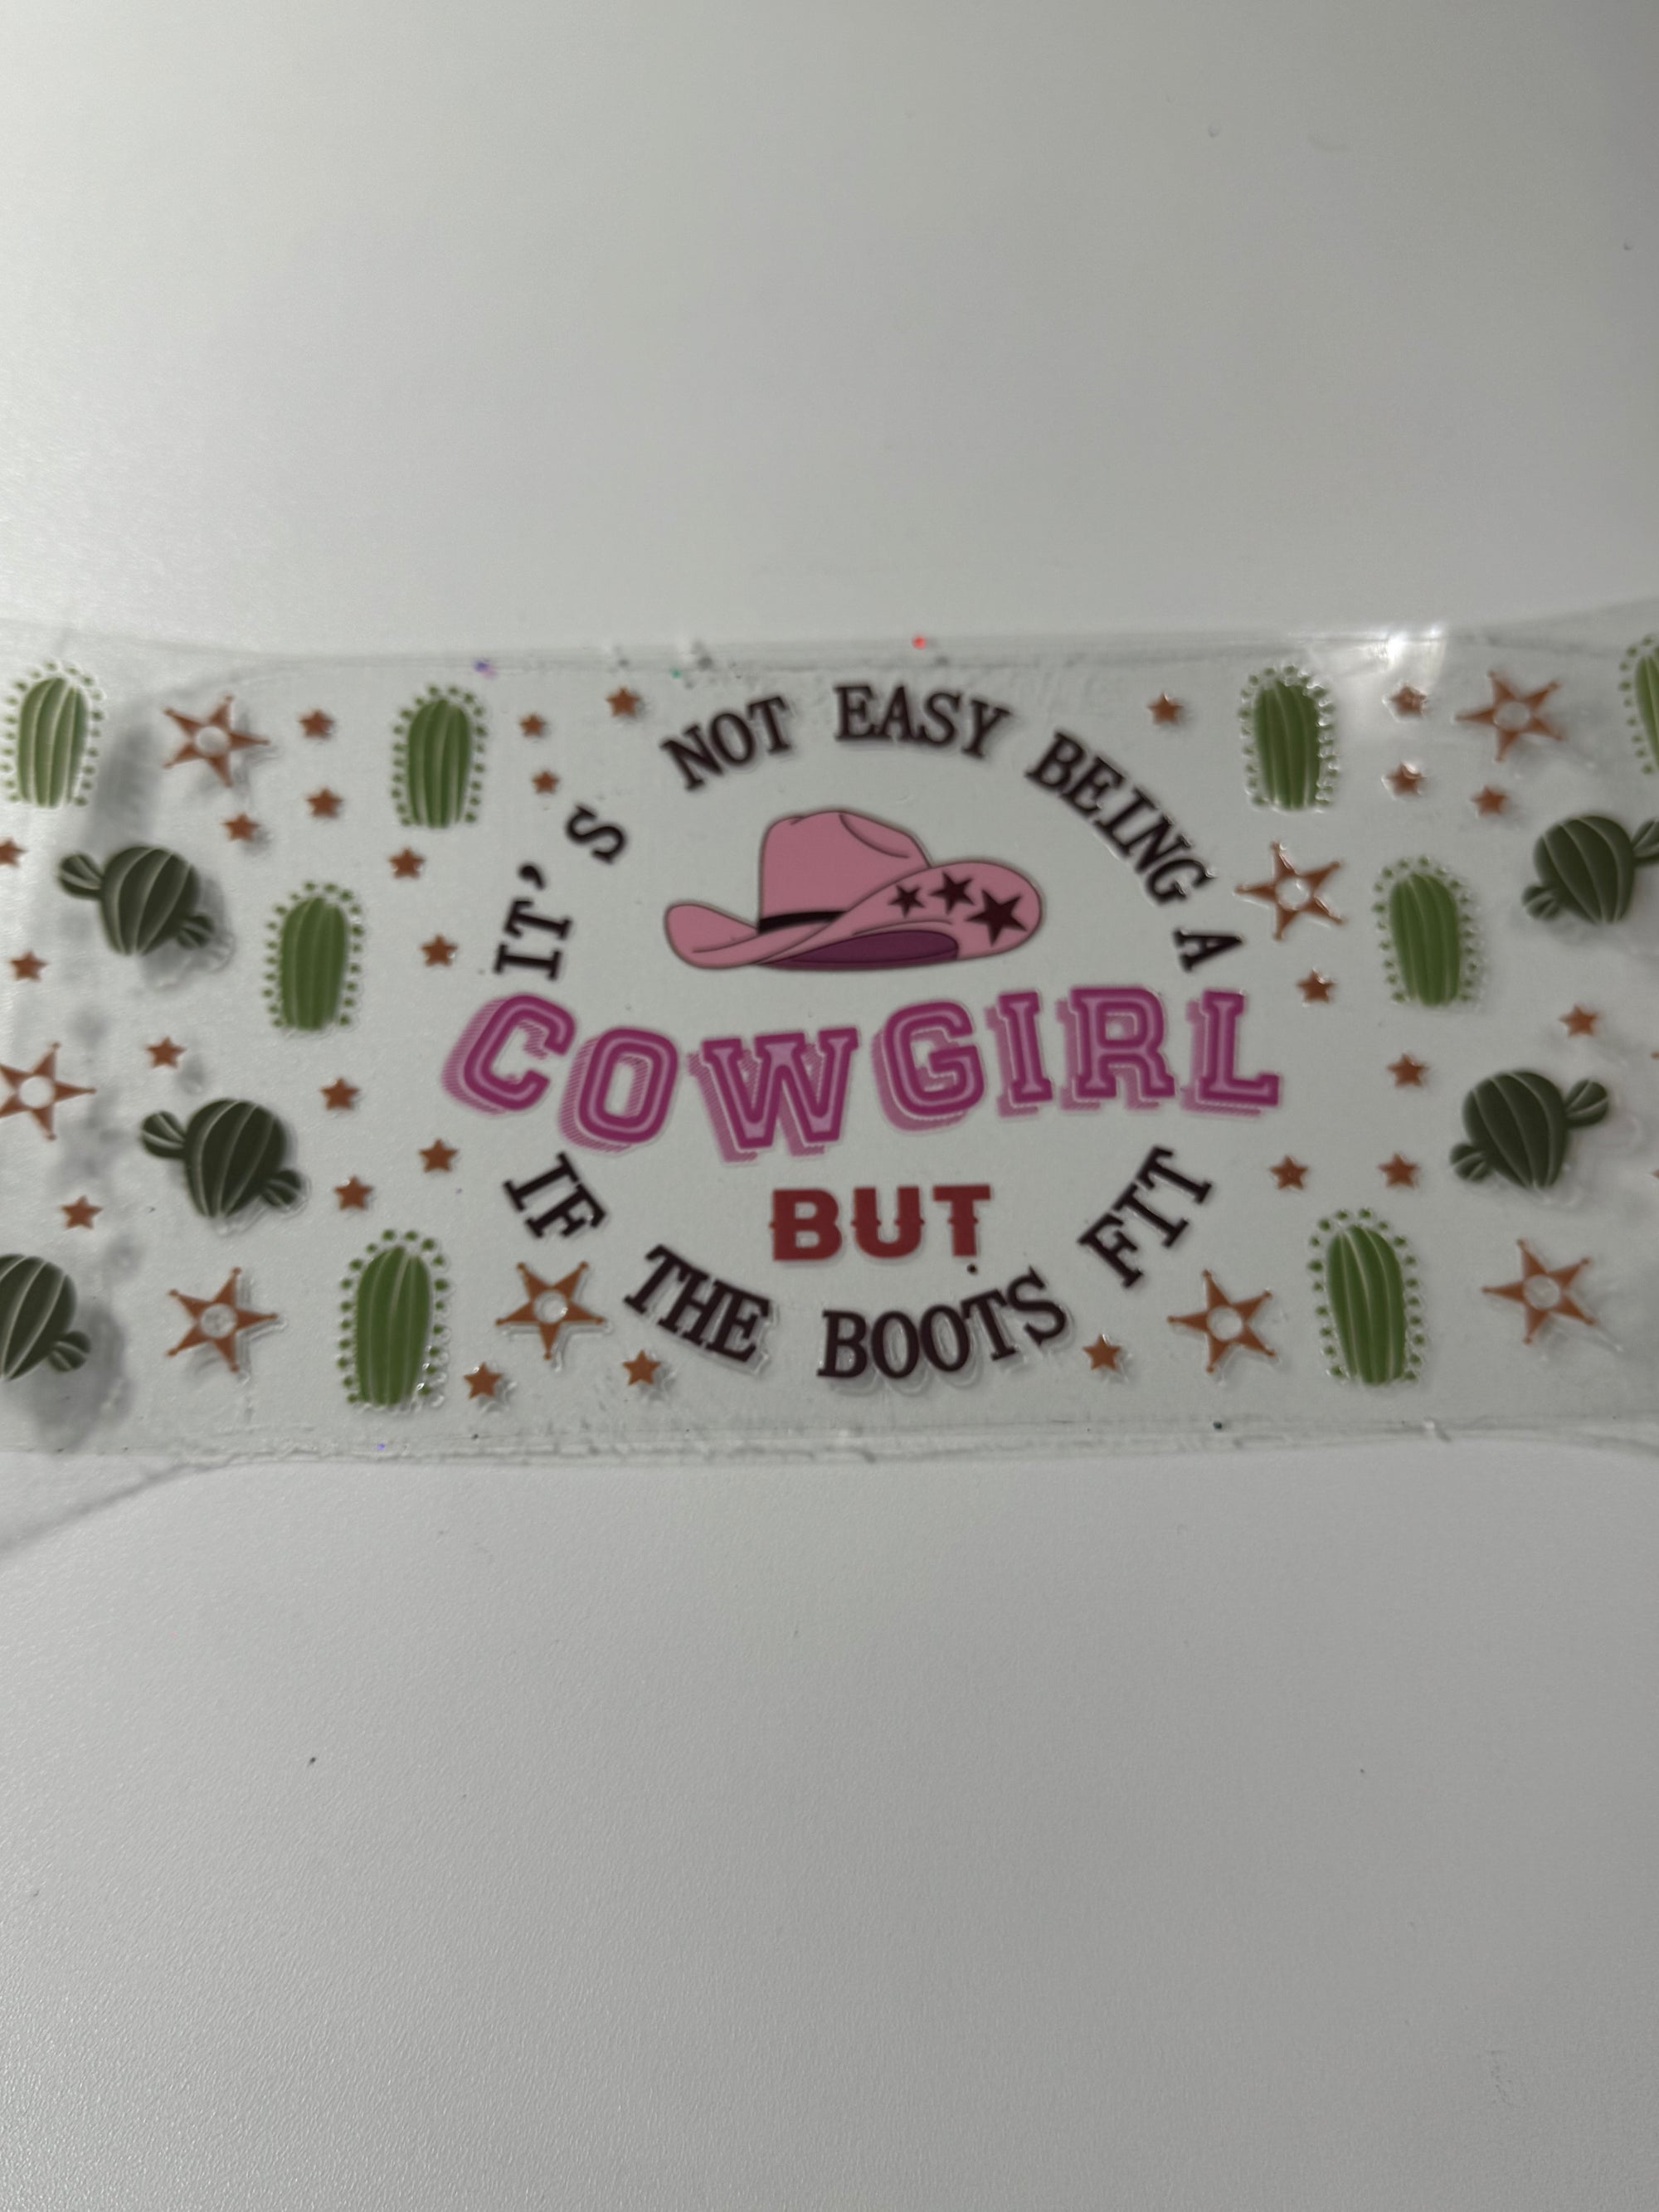 IT'S NOT EASY BEING A
COWGIRL
BUT
IF THE BOOTS FIT